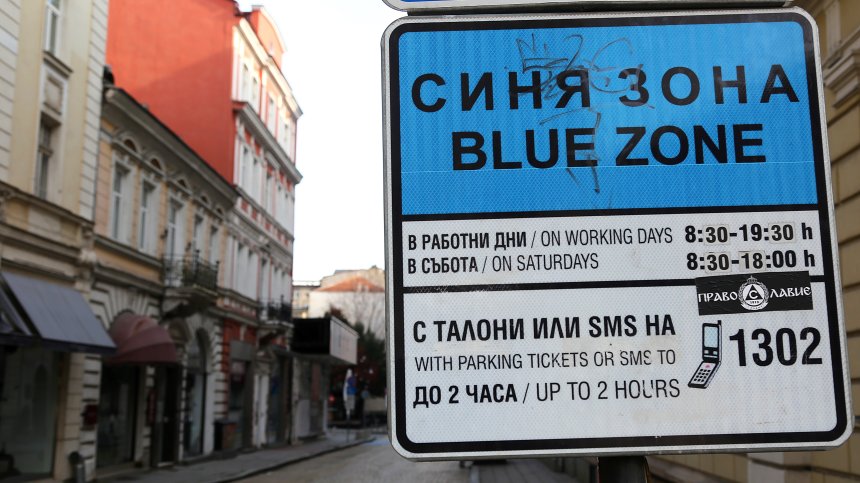 СИНЯ ЗОНА
BLUE ZONE
В РАБОТНИ ДНИ / ON WORKING DAYS 8:30-19:30 h
В СЪБОТА / ON SATURDAYS 8:30-18:00 h
ПРАВО С ЛАВИЕ
С ТАЛОНИ ИЛИ SMS НА
WITH PARKING TICKETS OR SMS TO 1302
ДО 2 ЧАСА / UP TO 2 HOURS